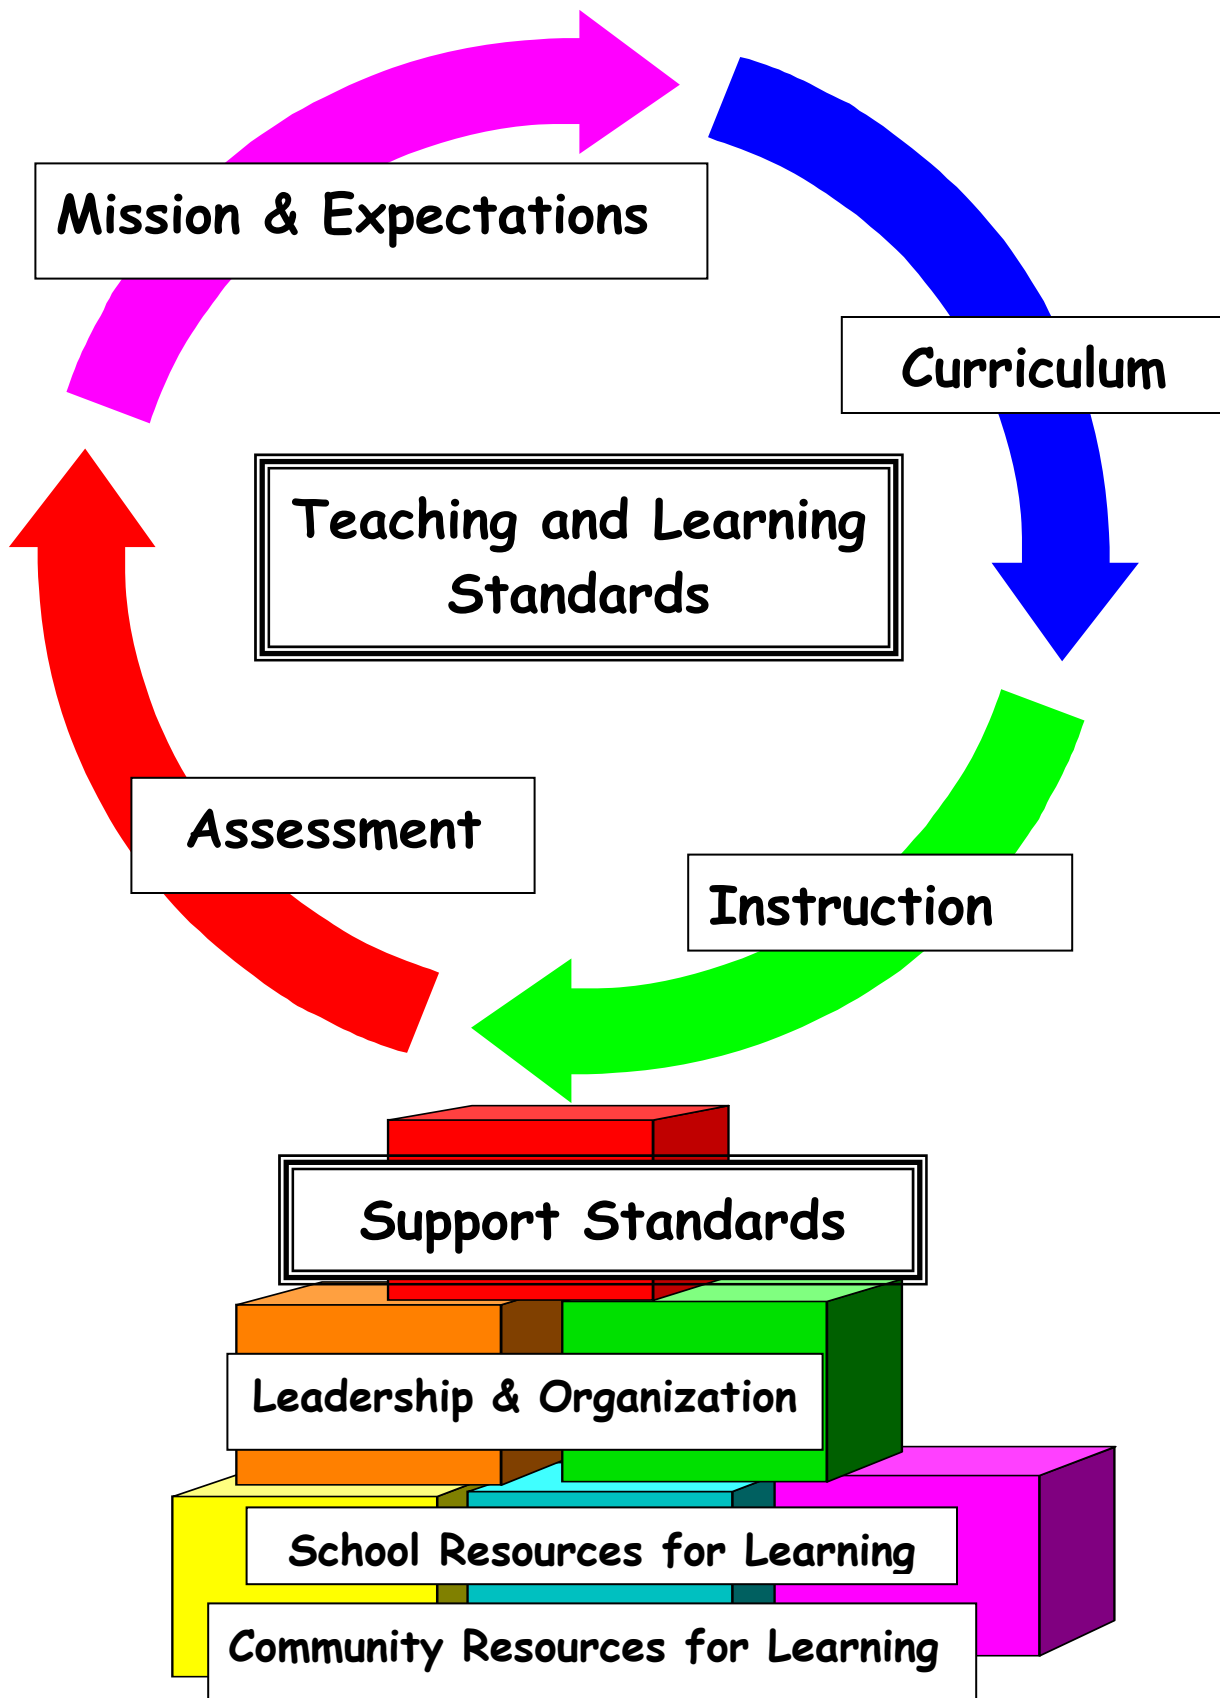 Mission & Expectations
Curriculum
Teaching and Learning
Standards
Assessment
Instruction
Support Standards
Leadership & Organization
School Resources for Learning
Community Resources for Learning